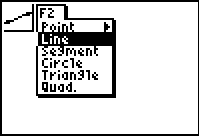 F2
Point
Line
Segment
Circle
Triangle
Quad.